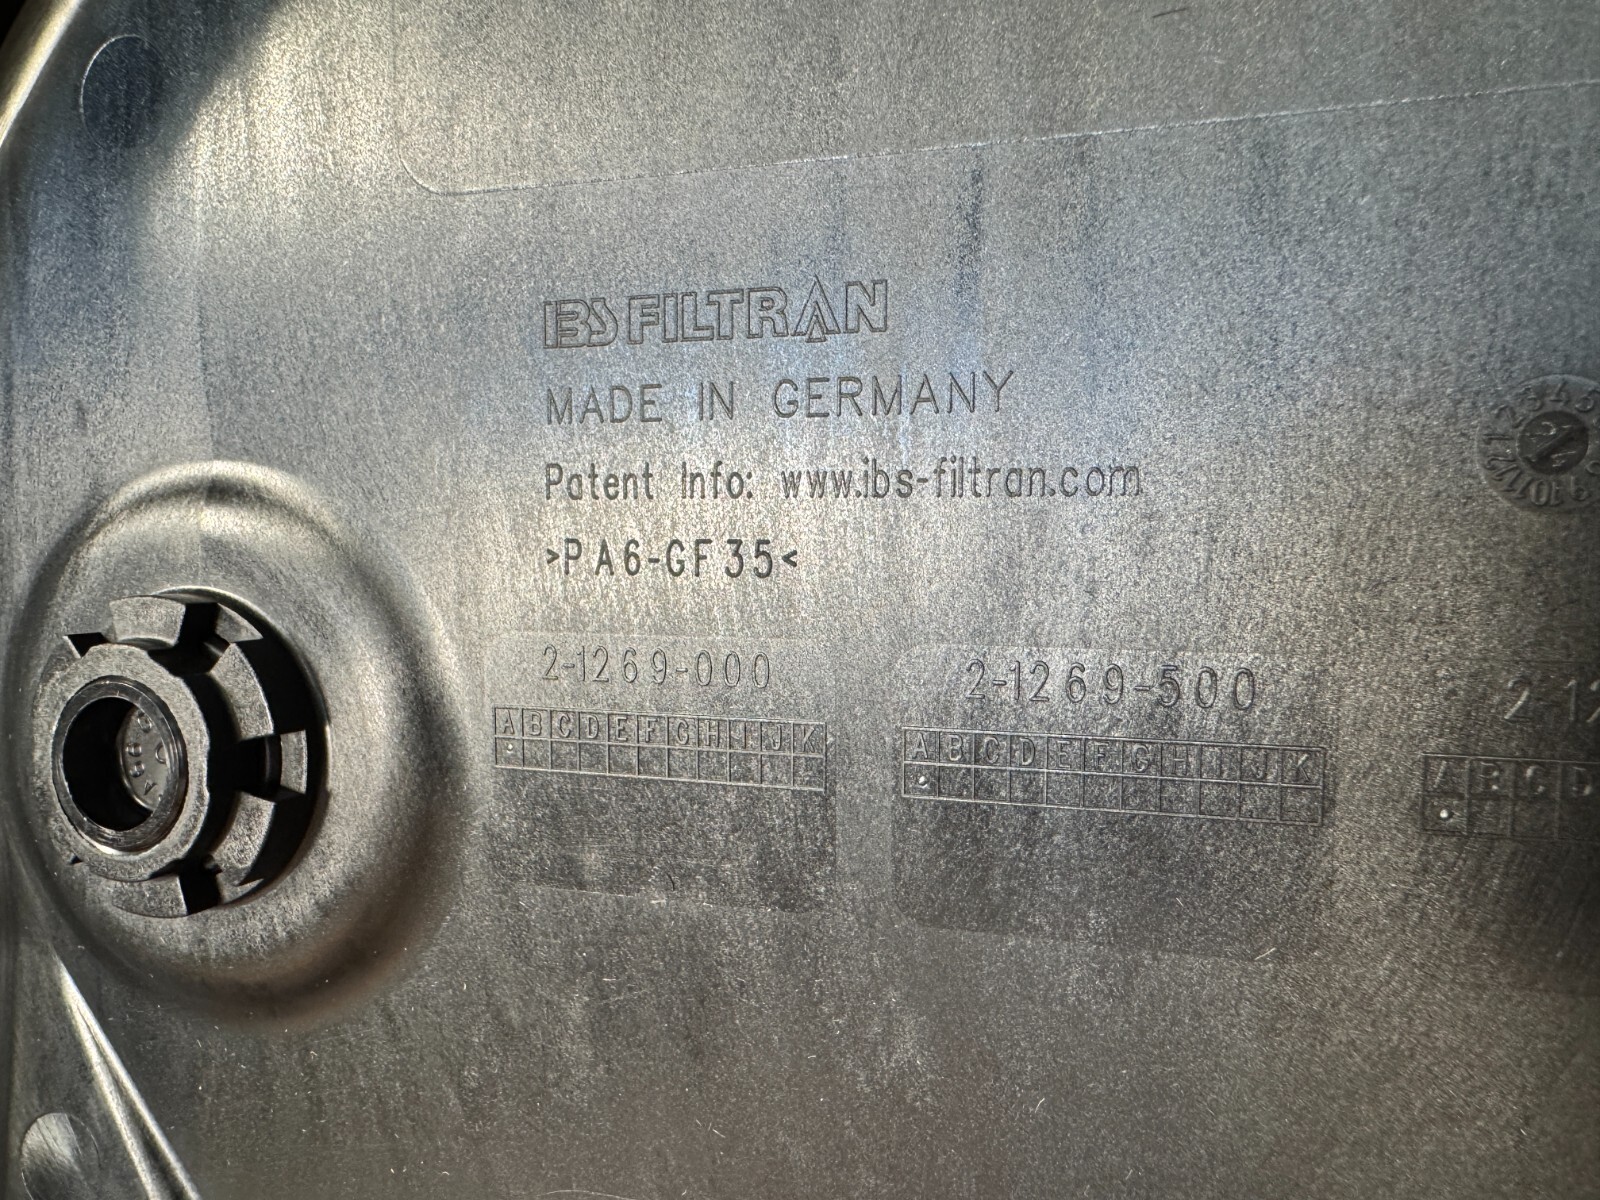 IBS FILTRAN
MADE IN GERMANY
Patent Info: www.ibs-filtran.com
>PA6-GF35<
2-1269-000
A B C D E F G H I J K
2-1269-500
A B C D E F G H I J K
A B C D